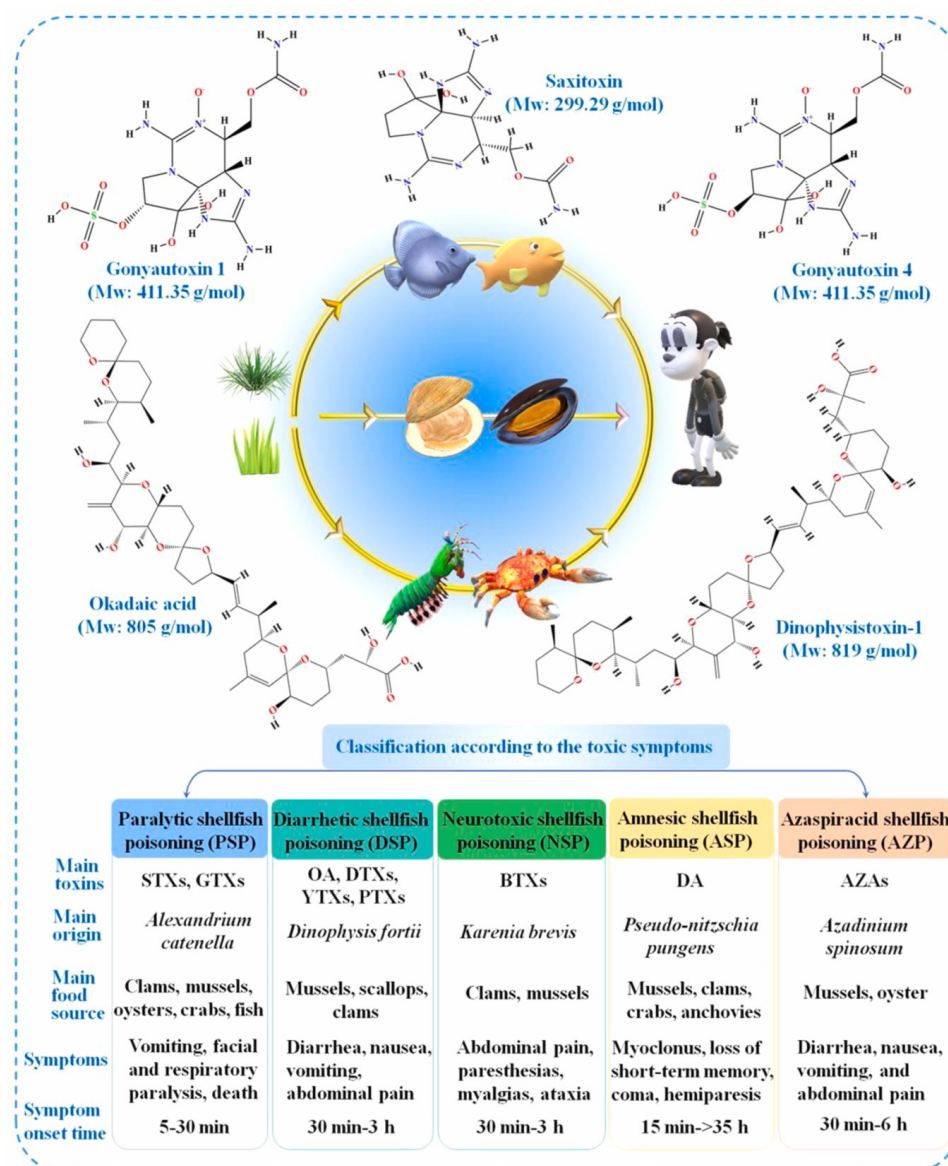 Saxitoxin
(Mw: 299.29 g/mol)
Gonyautoxin 1
(Mw: 411.35 g/mol)
Gonyautoxin 4
(Mw: 411.35 g/mol)
Okadaic acid
(Mw: 805 g/mol)
Dinophysistoxin-1
(Mw: 819 g/mol)
Classification according to the toxic symptoms
Paralytic shellfish
poisoning (PSP)
Diarrhetic shellfish
poisoning (DSP)
Neurotoxic shellfish
poisoning (NSP)
Amnesic shellfish
poisoning (ASP)
Azaspiracid shellfish
poisoning (AZP)
Main
toxins
STXs, GTXs
OA, DTXs,
YTXs, PTXs
BTXs
DA
AZAs
Main
origin
Alexandrium
catenella
Dinophysis fortii
Karenia brevis
Pseudo-nitzschia
pungens
Azadinium
spinosum
Main
food
source
Clams, mussels,
oysters, crabs, fish
Mussels, scallops,
clams
Clams, mussels
Mussels, clams,
crabs, anchovies
Mussels, oyster
Symptoms
Vomiting, facial
and respiratory
paralysis, death
Diarrhea, nausea,
vomiting,
abdominal pain
Abdominal pain,
paresthesias,
myalgias, ataxia
Myoclonus, loss of
short-term memory,
coma, hemiparesis
Diarrhea, nausea,
vomiting, and
abdominal pain
Symptom
onset time
5-30 min
30 min-3 h
30 min-3 h
15 min->35 h
30 min-6 h